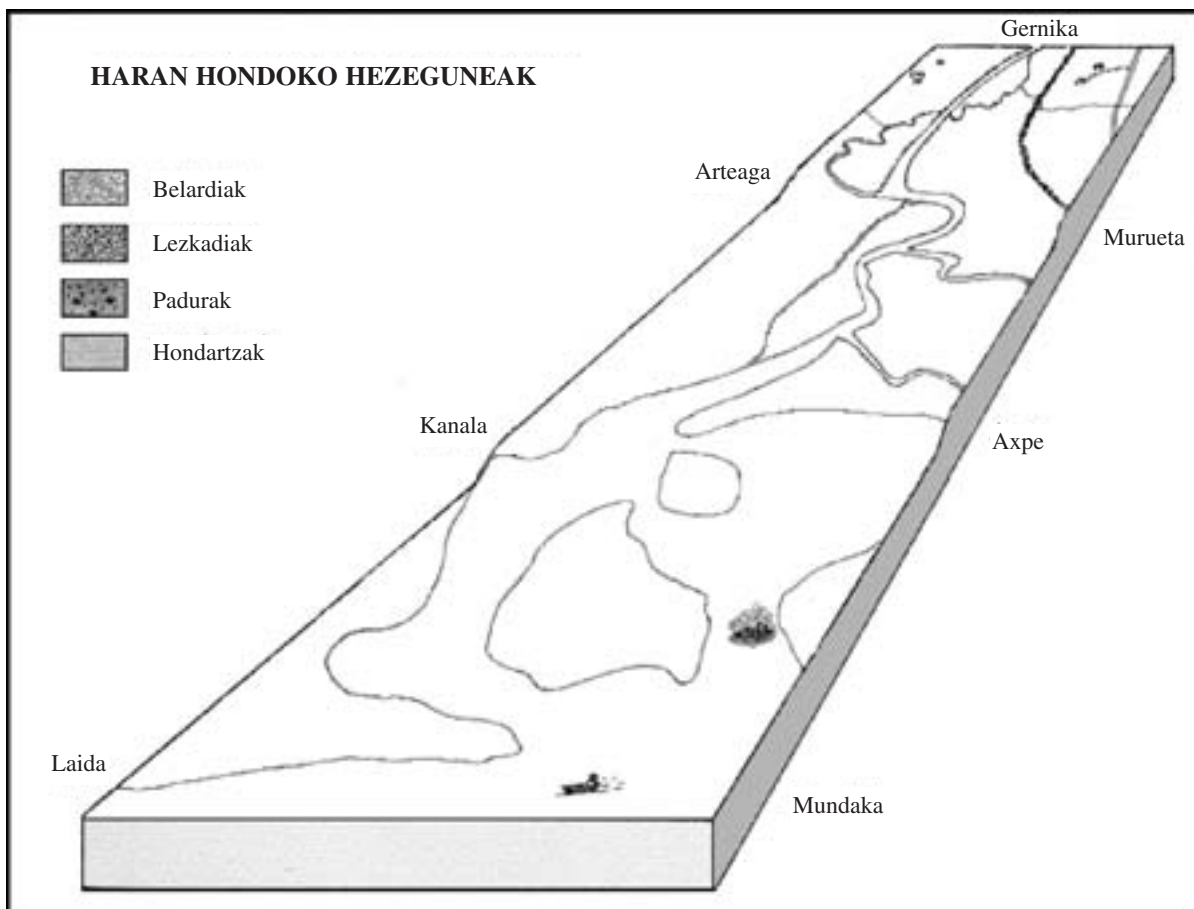 Gernika
HARAN HONDOKO HEZEGUNEAK
Belardiak
Lezkadiak
Padurak
Hondartzak
Arteaga
Murueta
Kanala
Axpe
Laida
Mundaka